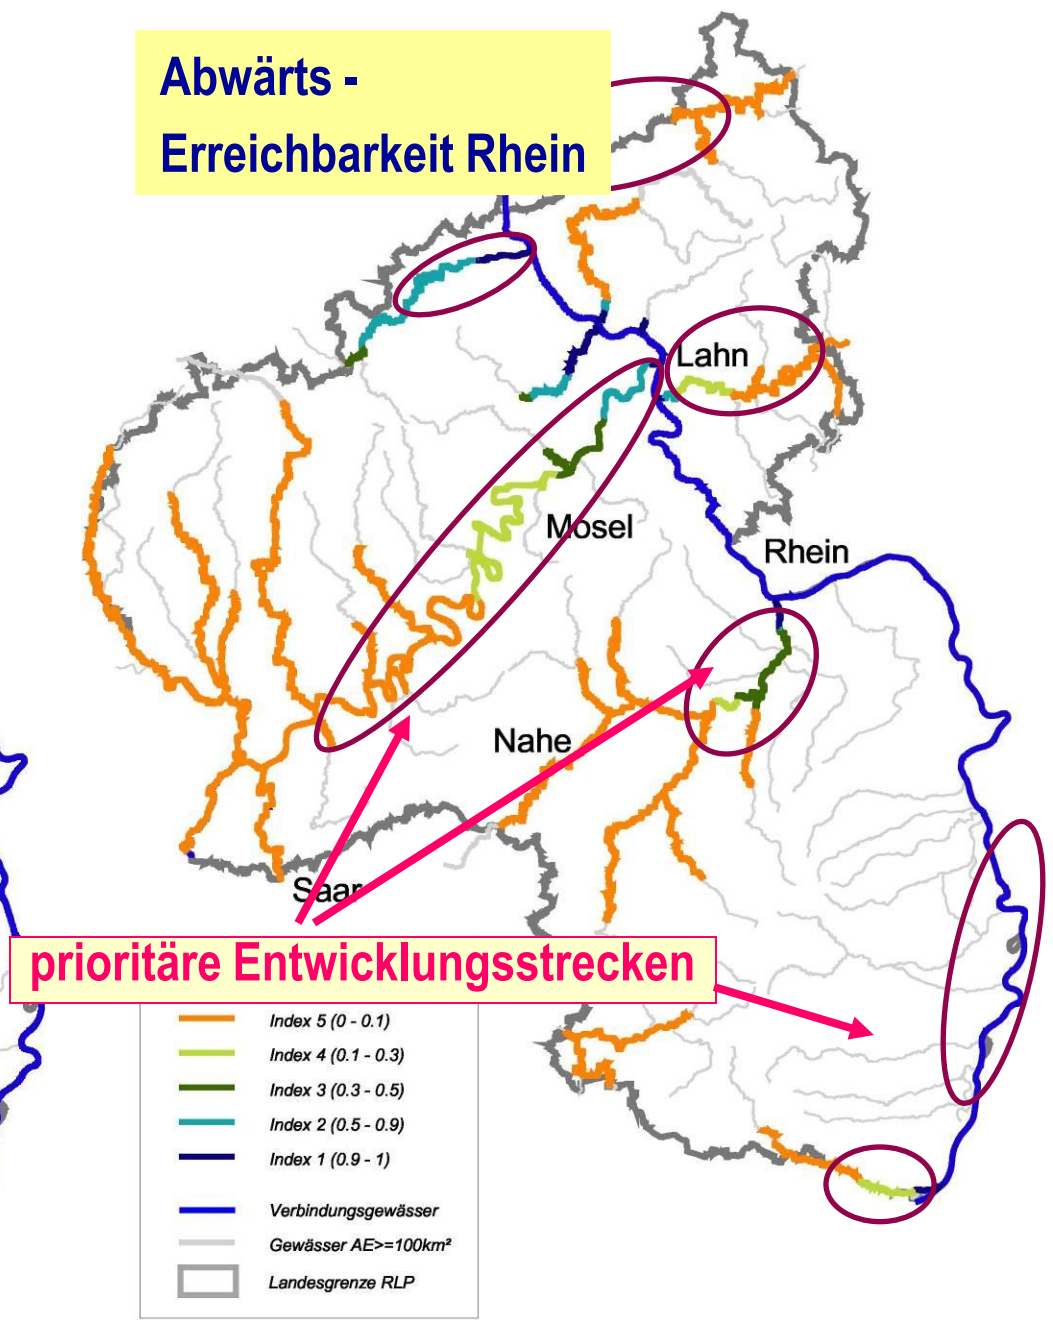 Abwärts -
Erreichbarkeit Rhein
Lahn
Mosel
Rhein
Nahe
Saar
prioritäre Entwicklungsstrecken
Index 5 (0 - 0.1)
Index 4 (0.1 - 0.3)
Index 3 (0.3 - 0.5)
Index 2 (0.5 - 0.9)
Index 1 (0.9 - 1)
Verbindungsgewässer
Gewässer AE>=100km²
Landesgrenze RLP